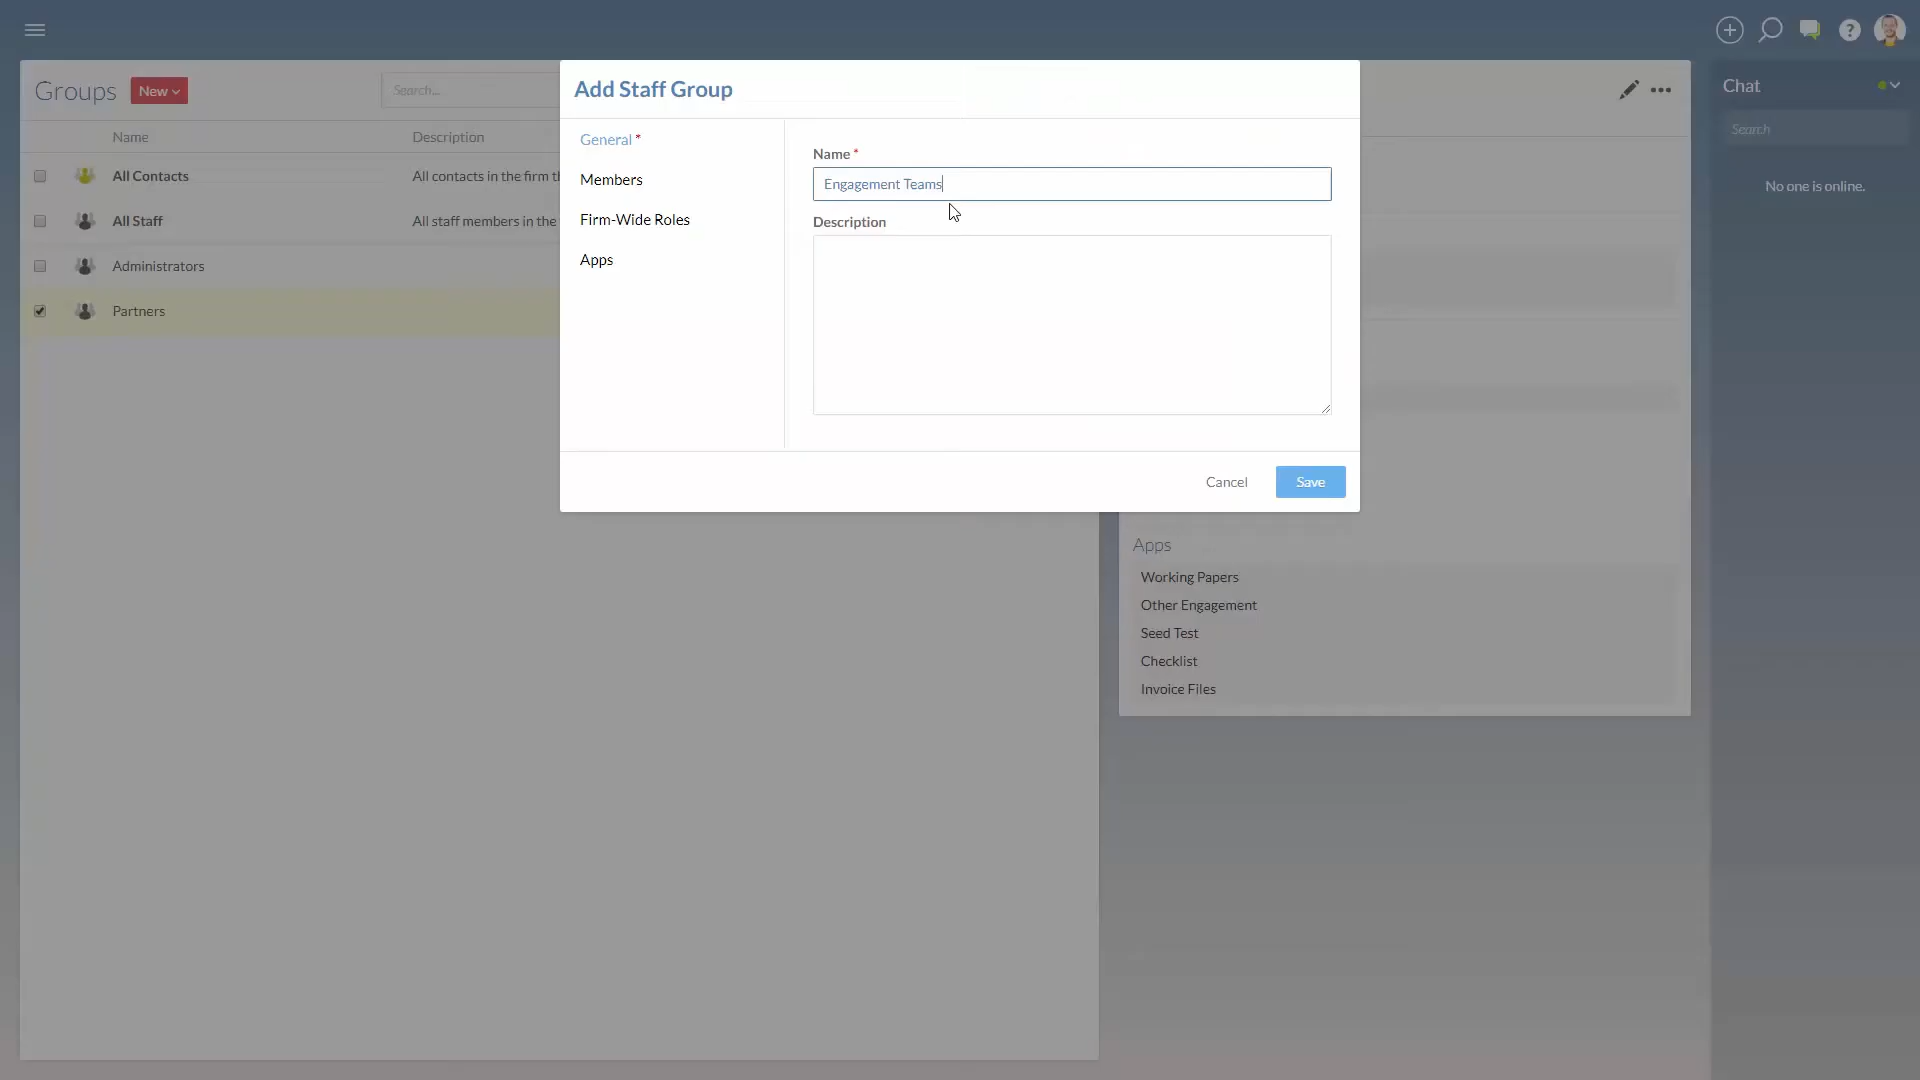 Groups
New
Search...
Name
Description
All Contacts
All contacts in the firm
All Staff
All staff members in the
Administrators
Partners
Add Staff Group
General *
Members
Firm-Wide Roles
Apps
Name *
Engagement Teams
Description
Cancel
Save
Apps
Working Papers
Other Engagement
Seed Test
Checklist
Invoice Files
?
Chat
Search
No one is online.